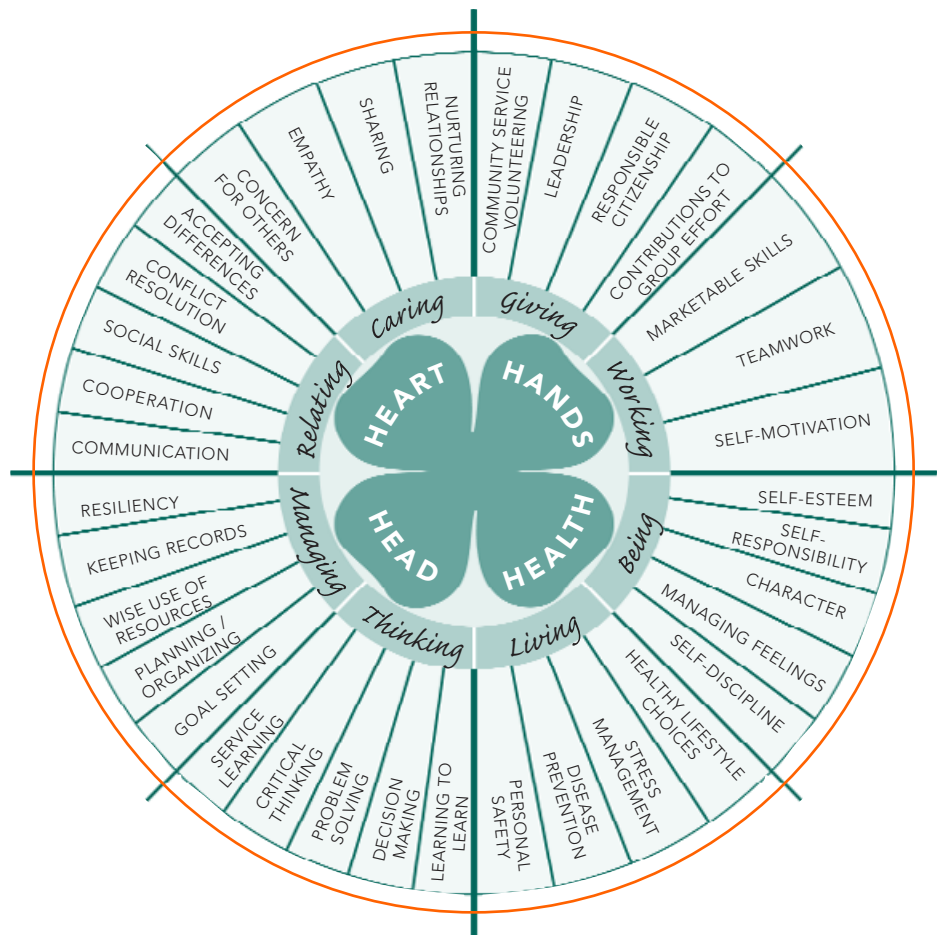 HEART
HANDS
HEAD
HEALTH
Caring
Giving
Working
Being
Living
Thinking
Managing
Relating
COMMUNITY SERVICE
VOLUNTEERING
LEADERSHIP
RESPONSIBLE
CITIZENSHIP
CONTRIBUTIONS TO
GROUP EFFORT
MARKETABLE SKILLS
TEAMWORK
SELF-MOTIVATION
SELF-ESTEEM
SELF-
RESPONSIBILITY
CHARACTER
MANAGING FEELINGS
SELF-DISCIPLINE
HEALTHY LIFESTYLE
CHOICES
STRESS
MANAGEMENT
DISEASE
PREVENTION
PERSONAL
SAFETY
LEARNING TO
LEARN
DECISION
MAKING
PROBLEM
SOLVING
CRITICAL
THINKING
SERVICE
LEARNING
GOAL SETTING
PLANNING /
ORGANIZING
WISE USE OF
RESOURCES
KEEPING RECORDS
RESILIENCY
COMMUNICATION
COOPERATION
SOCIAL SKILLS
CONFLICT
RESOLUTION
ACCEPTING
DIFFERENCES
CONCERN
FOR OTHERS
EMPATHY
SHARING
NURTURING
RELATIONSHIPS